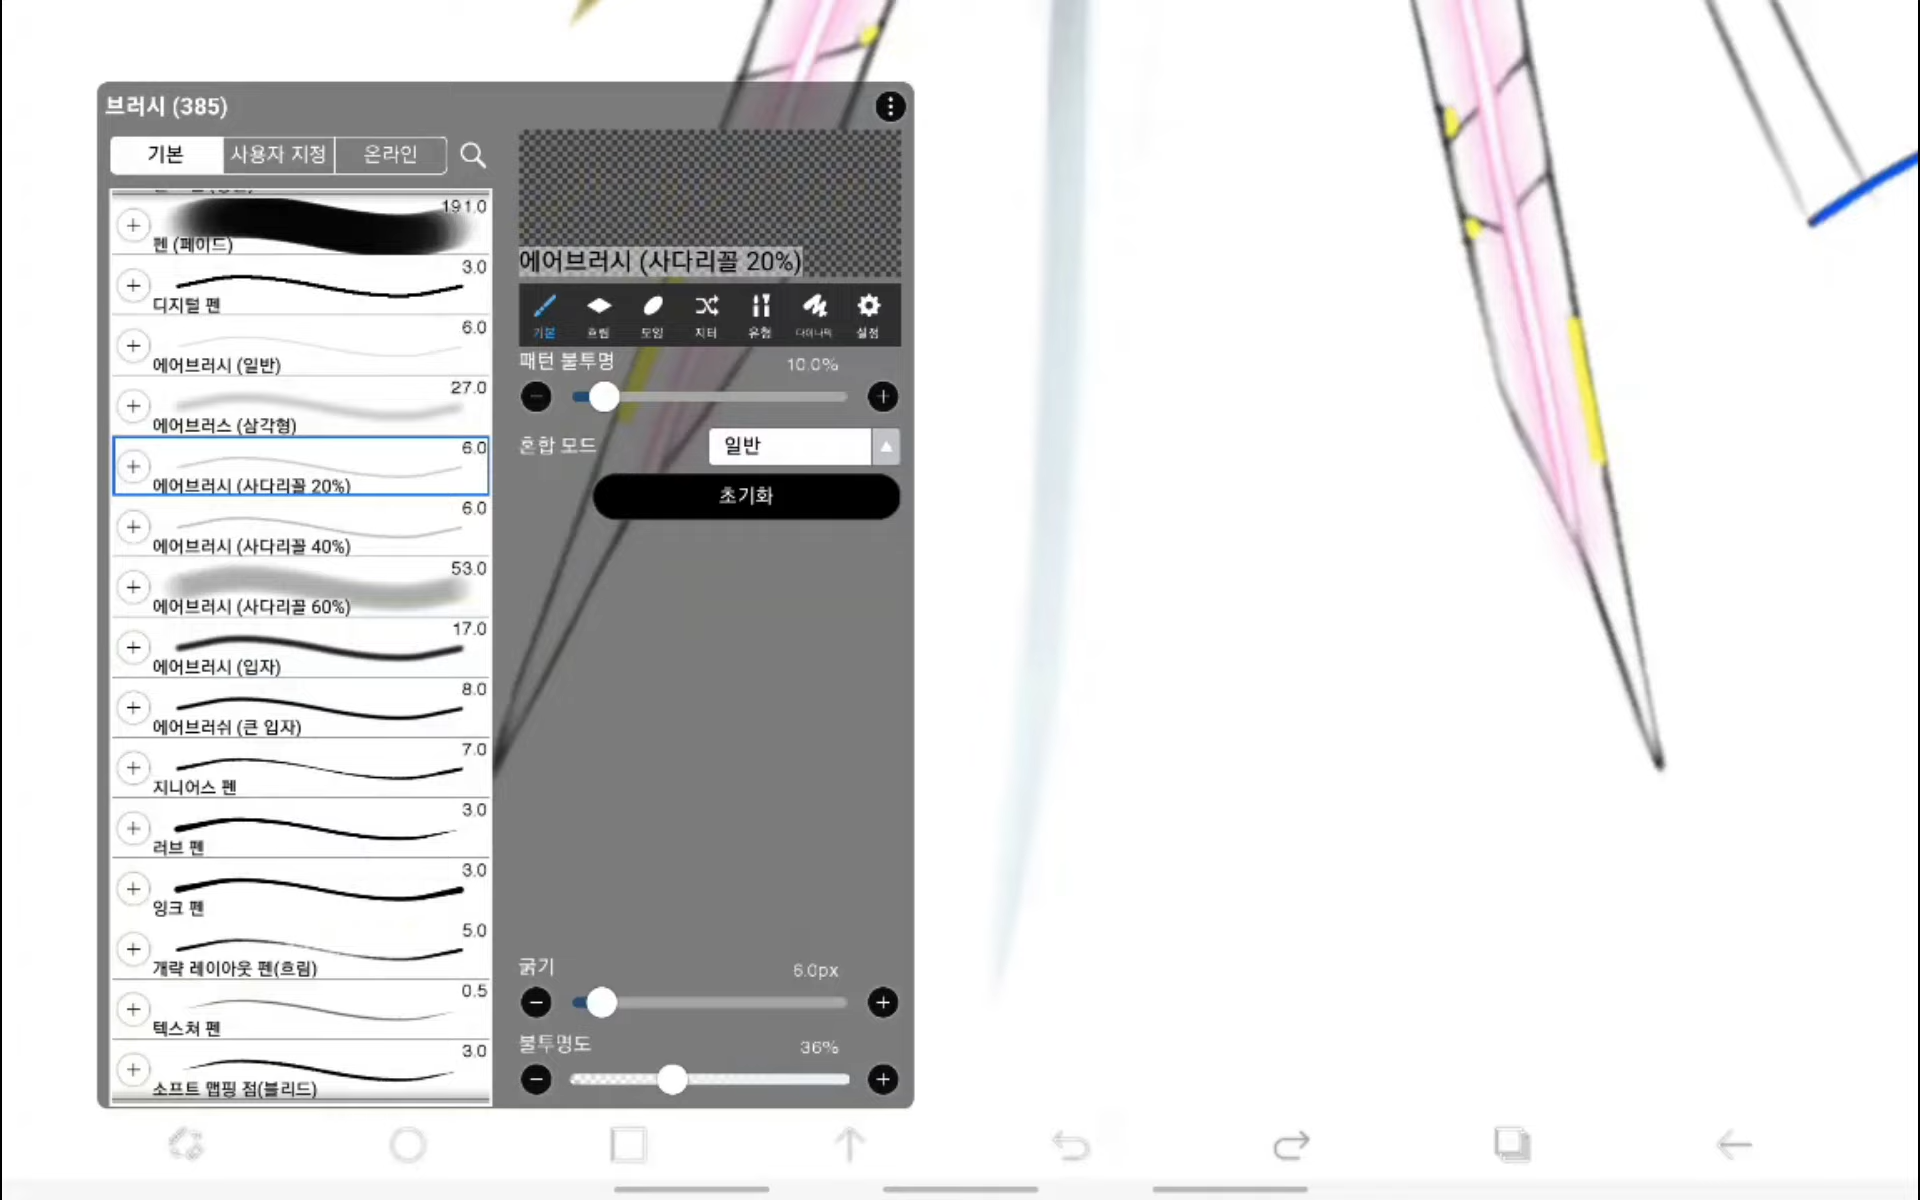 브러시 (385)
기본 사용자 지정 온라인
191.0
펜 (페이드)
3.0
디지털 펜
6.0
에어브러시 (일반)
27.0
에어브러스 (삼각형)
6.0
에어브러시 (사다리꼴 20%)
6.0
에어브러시 (사다리꼴 40%)
53.0
에어브러시 (사다리꼴 60%)
17.0
에어브러시 (입자)
8.0
에어브러쉬 (큰 입자)
7.0
지니어스 펜
3.0
러브 펜
3.0
잉크 펜
5.0
개략 레이아웃 펜(흐림)
0.5
텍스쳐 펜
3.0
소프트 맵핑 점(블리드)
에어브러시 (사다리꼴 20%)
기본 흐림 모양 지터 유형 다이나믹 설정
패턴 불투명 10.0%
혼합 모드 일반
초기화
굵기 6.0px
불투명도 36%